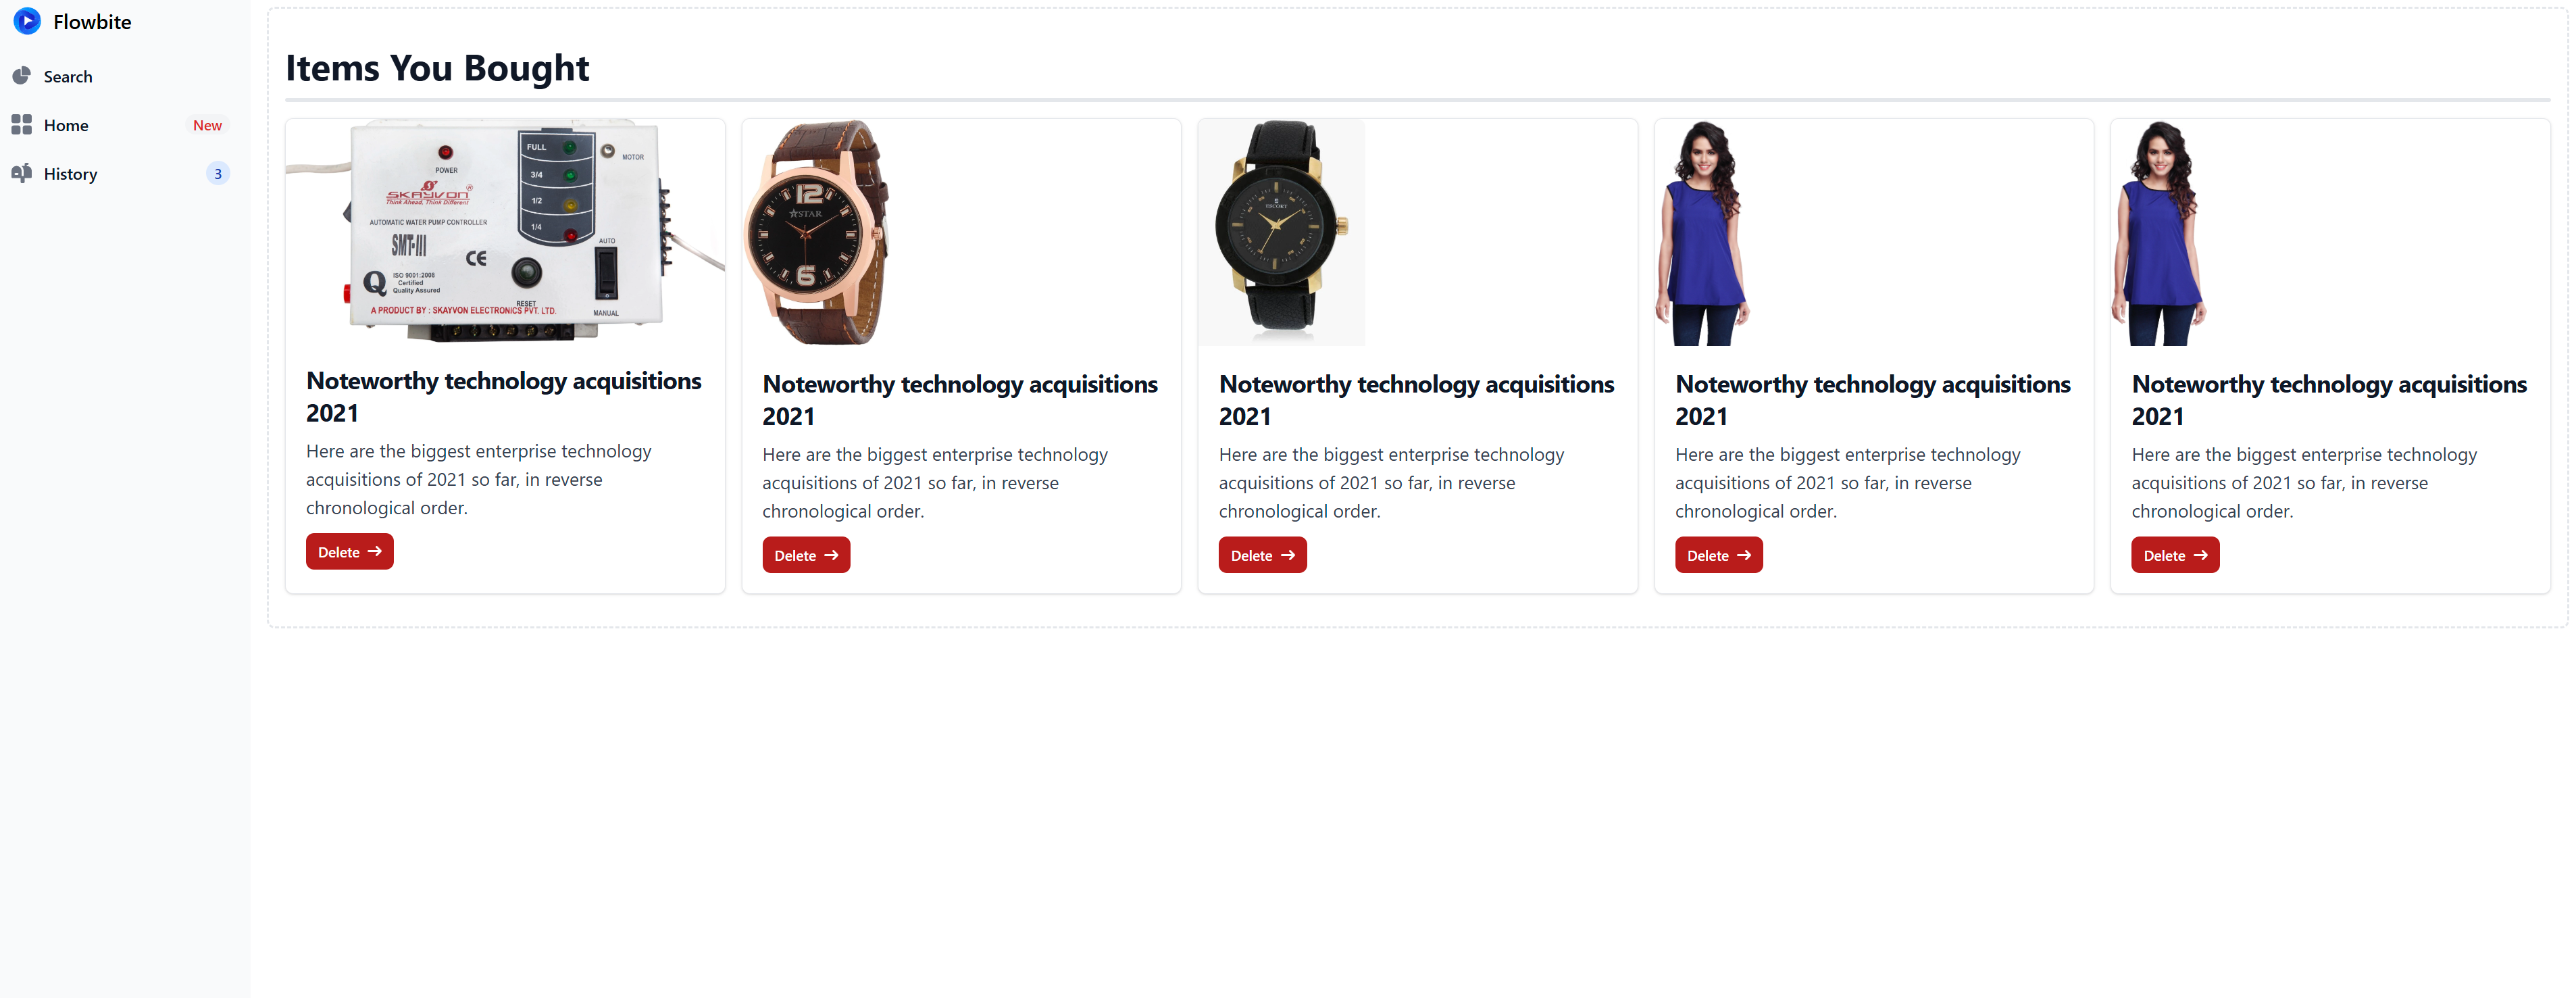 Flowbite
Search
Home New
History 3
Items You Bought
POWER
SKAYVON®
Think Ahead, Think Different
AUTOMATIC WATER PUMP CONTROLLER
SMT-III
CE
Q
ISO 9001:2008
Certified
Quality Assured
FULL
3/4
1/2
1/4
MOTOR
AUTO
RESET
MANUAL
A PRODUCT BY : SKAYVON ELECTRONICS PVT. LTD.
Noteworthy technology acquisitions
2021
Here are the biggest enterprise technology
acquisitions of 2021 so far, in reverse
chronological order.
Delete
12
STAR
6
Noteworthy technology acquisitions
2021
Here are the biggest enterprise technology
acquisitions of 2021 so far, in reverse
chronological order.
Delete
ESCORT
Noteworthy technology acquisitions
2021
Here are the biggest enterprise technology
acquisitions of 2021 so far, in reverse
chronological order.
Delete
Noteworthy technology acquisitions
2021
Here are the biggest enterprise technology
acquisitions of 2021 so far, in reverse
chronological order.
Delete
Noteworthy technology acquisitions
2021
Here are the biggest enterprise technology
acquisitions of 2021 so far, in reverse
chronological order.
Delete